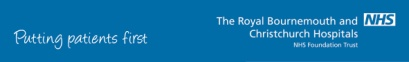 Putting patients first
The Royal Bournemouth and NHS
Christchurch Hospitals
NHS Foundation Trust